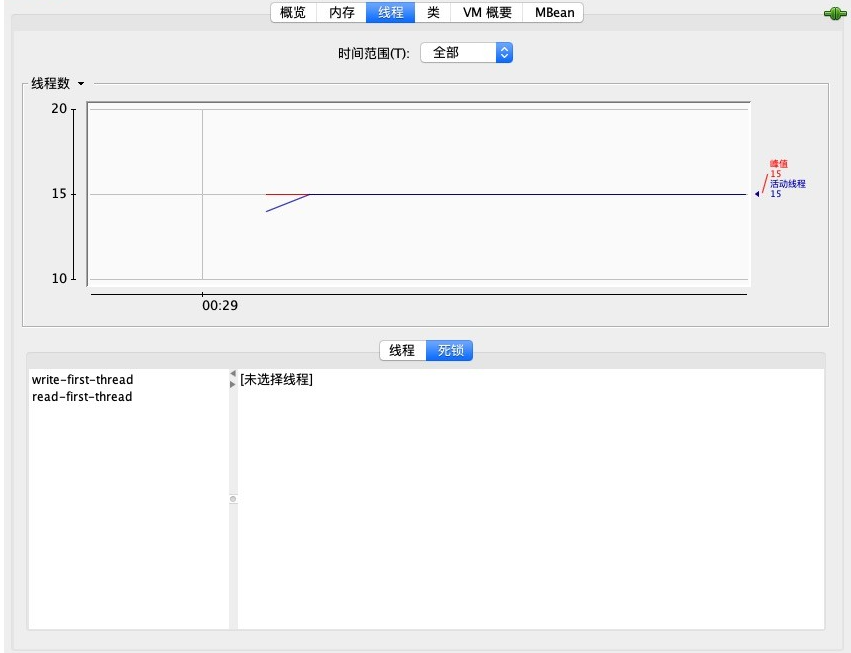 概览 内存 线程 类 VM 概要 MBean
时间范围(T): 全部
线程数
20
15
10
00:29
峰值
15
活动线程
15
线程 死锁
write-first-thread
read-first-thread
[未选择线程]